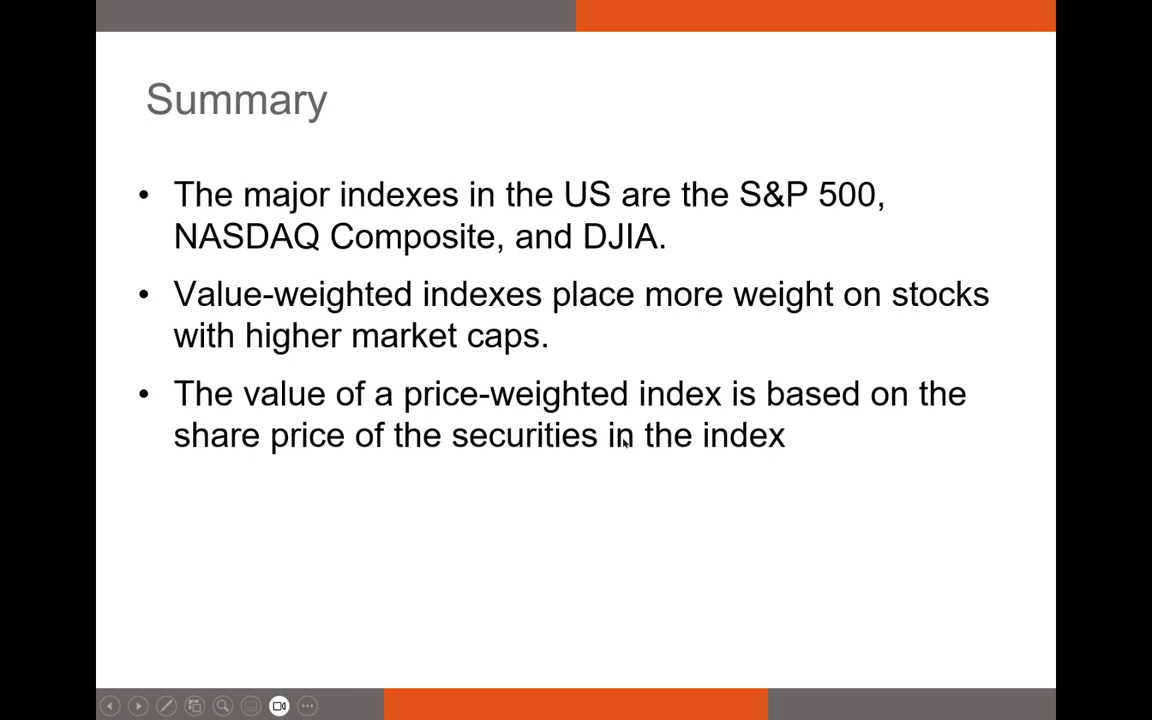 Summary
• The major indexes in the US are the S&P 500,
NASDAQ Composite, and DJIA.
• Value-weighted indexes place more weight on stocks
with higher market caps.
• The value of a price-weighted index is based on the
share price of the securities in the index